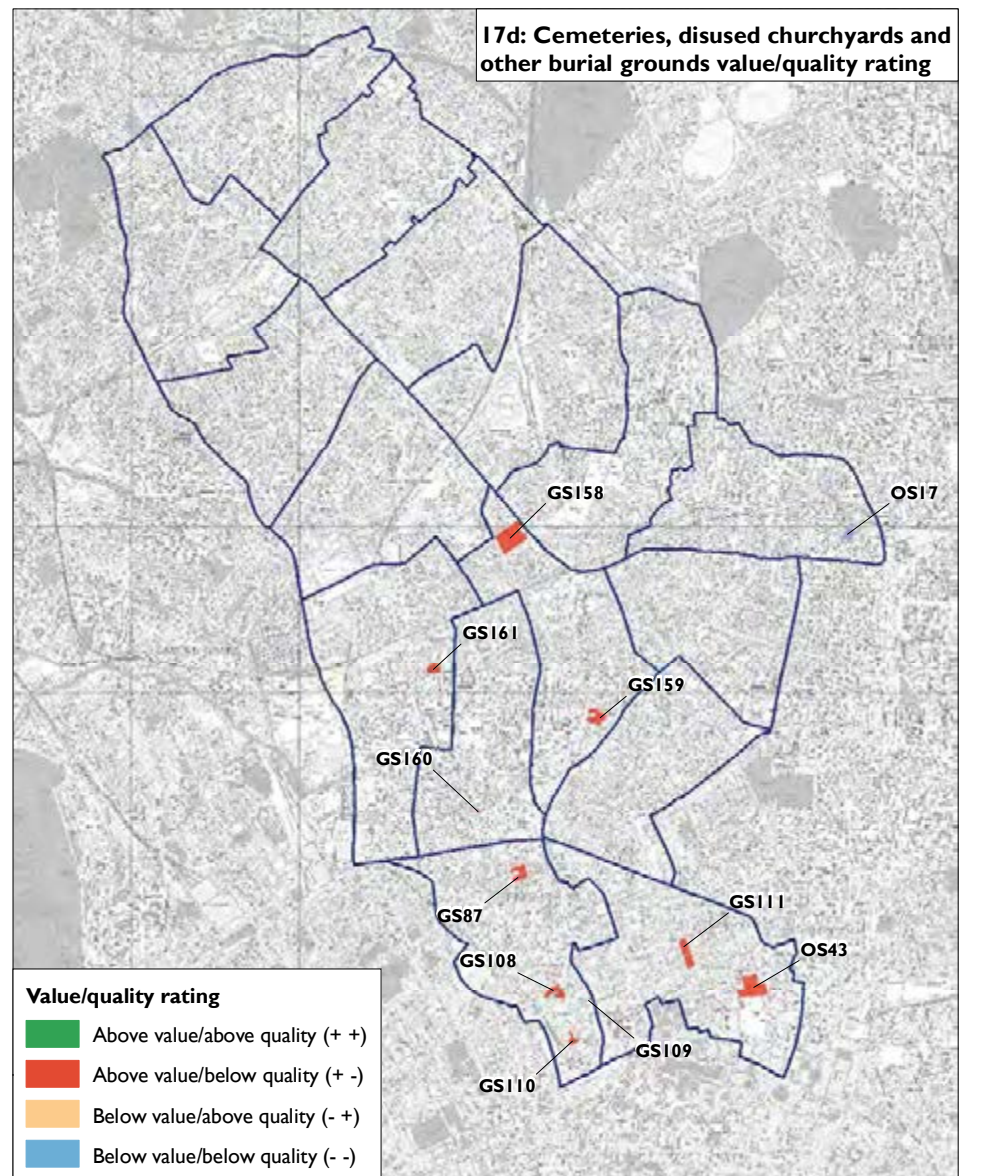 17d: Cemeteries, disused churchyards and
other burial grounds value/quality rating
GS158
OS17
GS161
GS159
GS160
GS87
GS111
GS108
OS43
GS109
GS110
Value/quality rating
Above value/above quality (+ +)
Above value/below quality (+ -)
Below value/above quality (- +)
Below value/below quality (- -)